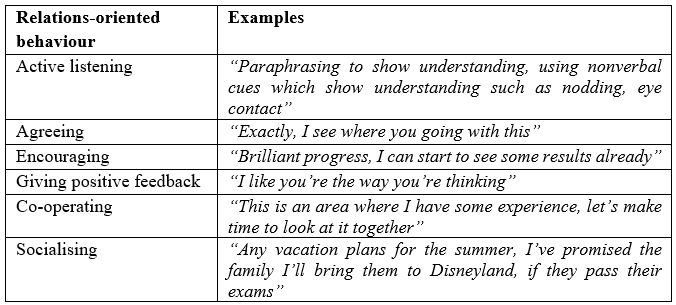 Relations-oriented behaviour
Examples
Active listening
“Paraphrasing to show understanding, using nonverbal
cues which show understanding such as nodding, eye
contact”
Agreeing
“Exactly, I see where you going with this”
Encouraging
“Brilliant progress, I can start to see some results already”
Giving positive feedback
“I like you’re the way you’re thinking”
Co-operating
“This is an area where I have some experience, let’s make
time to look at it together”
Socialising
“Any vacation plans for the summer, I’ve promised the
family I’ll bring them to Disneyland, if they pass their
exams”